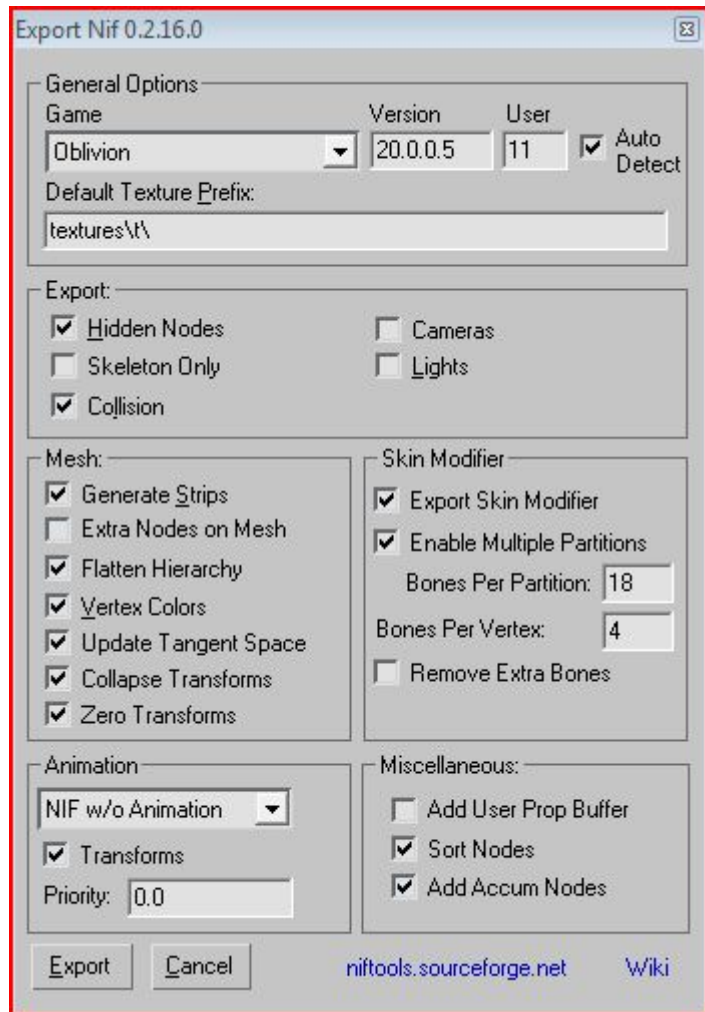 Export Nif 0.2.16.0
General Options
Game Version User
Oblivion 20.0.0.5 11 Auto Detect
Default Texture Prefix:
textures\t\
Export:
Hidden Nodes Cameras
Skeleton Only Lights
Collision
Mesh: Skin Modifier
Generate Strips Export Skin Modifier
Extra Nodes on Mesh Enable Multiple Partitions
Flatten Hierarchy Bones Per Partition: 18
Vertex Colors Bones Per Vertex: 4
Update Tangent Space
Collapse Transforms Remove Extra Bones
Zero Transforms
Animation Miscellaneous:
NIF w/o Animation Add User Prop Buffer
Transforms Sort Nodes
Priority: 0.0 Add Accum Nodes
Export Cancel niftools.sourceforge.net Wiki